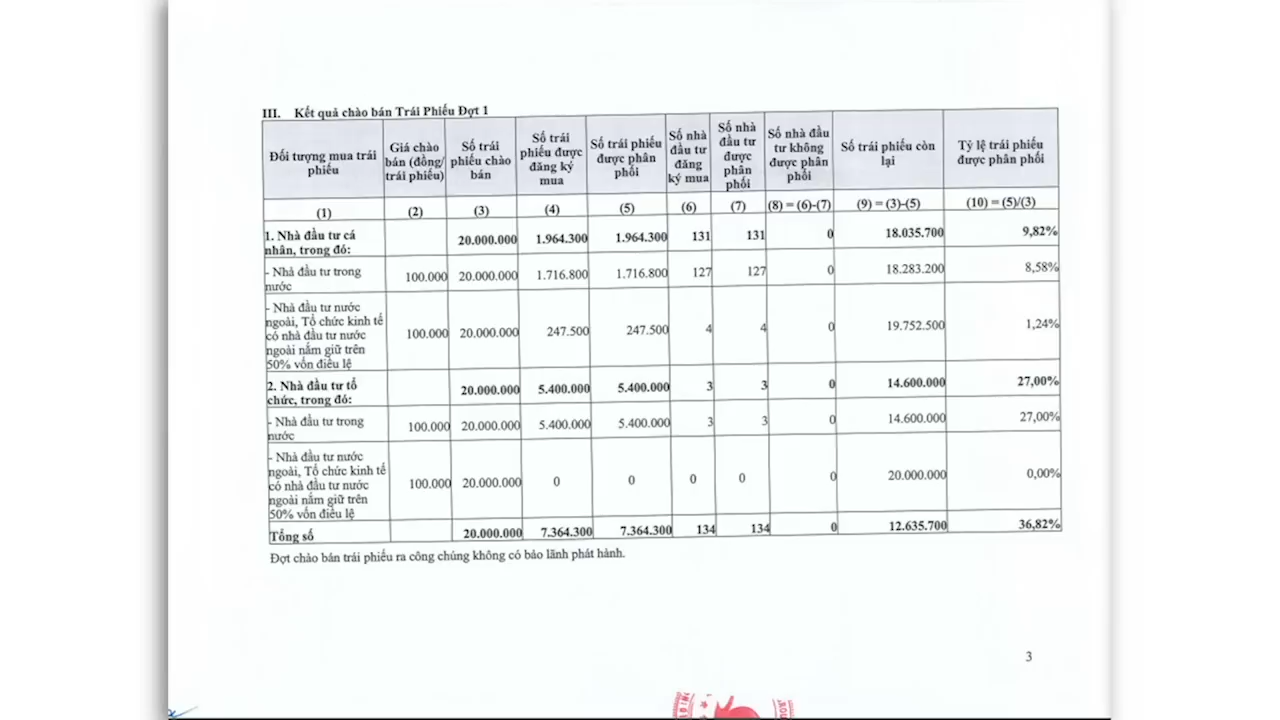 III. Kết quả chào bán Trái Phiếu Đợt 1
Đối tượng mua trái phiếu
Giá chào bán (đồng/ trái phiếu)
Số trái phiếu chào bán
Số trái phiếu được đăng ký mua
Số trái phiếu được phân phối
Số nhà đầu tư đăng ký mua
Số nhà đầu tư được phân phối
Số nhà đầu tư không được phân phối
Số trái phiếu còn lại
Tỷ lệ trái phiếu được phân phối
(1) (2) (3) (4) (5) (6) (7) (8) = (6)-(7) (9) = (3)-(5) (10) = (5)/(3)
1. Nhà đầu tư cá nhân, trong đó: 20.000.000 1.964.300 1.964.300 131 131 0 18.035.700 9,82%
- Nhà đầu tư trong nước 100.000 20.000.000 1.716.800 1.716.800 127 127 0 18.283.200 8,58%
- Nhà đầu tư nước ngoài, Tổ chức kinh tế có nhà đầu tư nước ngoài nắm giữ trên 50% vốn điều lệ 100.000 20.000.000 247.500 247.500 4 4 0 19.752.500 1,24%
2. Nhà đầu tư tổ chức, trong đó: 20.000.000 5.400.000 5.400.000 3 3 0 14.600.000 27,00%
- Nhà đầu tư trong nước 100.000 20.000.000 5.400.000 5.400.000 3 3 0 14.600.000 27,00%
- Nhà đầu tư nước ngoài, Tổ chức kinh tế có nhà đầu tư nước ngoài nắm giữ trên 50% vốn điều lệ 100.000 20.000.000 0 0 0 0 0 20.000.000 0,00%
Tổng số 20.000.000 7.364.300 7.364.300 134 134 0 12.635.700 36,82%
Đợt chào bán trái phiếu ra công chúng không có bảo lãnh phát hành.
3